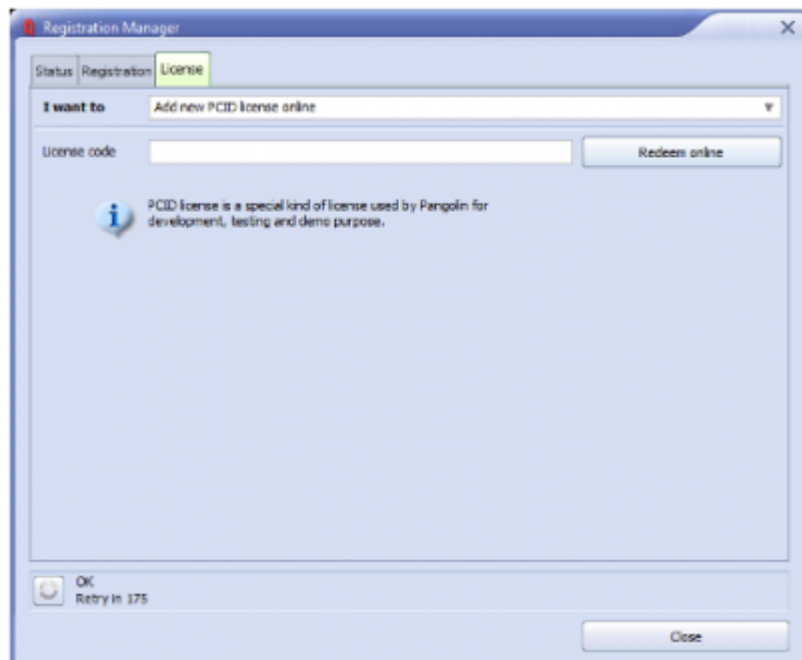 Registration Manager
Status Registration License
I want to Add new PCID license online
License code Redeem online
PCID license is a special kind of license used by Pangolin for
development, testing and demo purpose.
OK
Retry in 175
Close